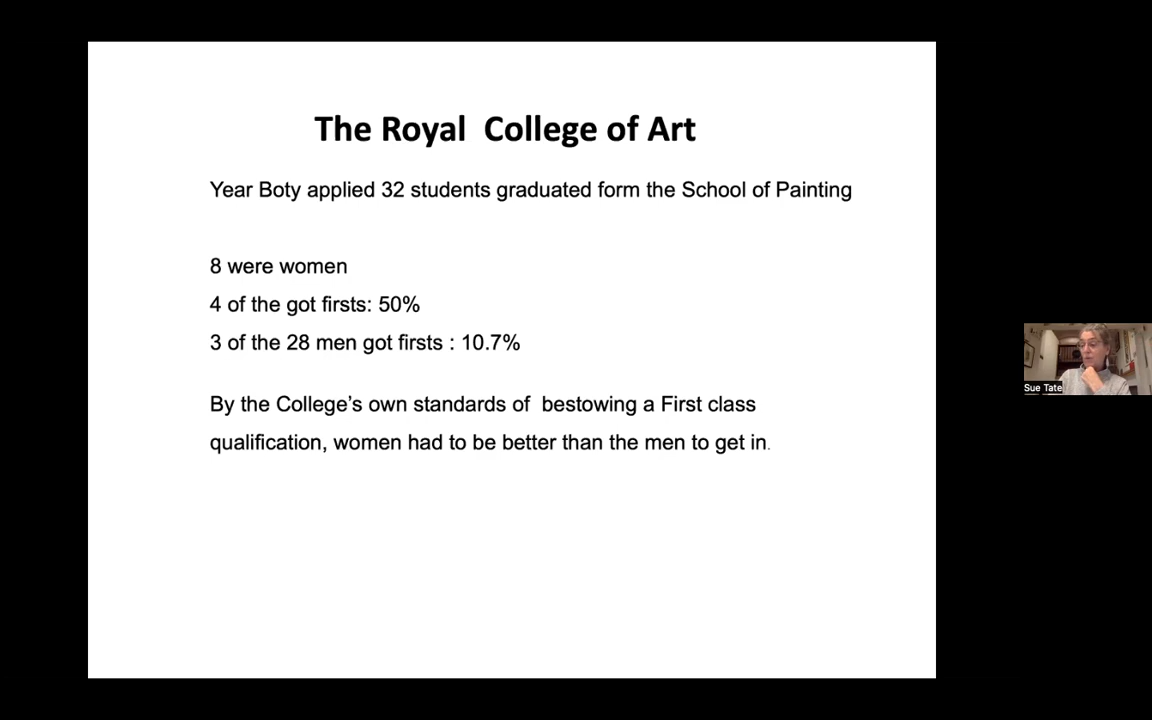 The Royal College of Art
Year Boty applied 32 students graduated form the School of Painting
8 were women
4 of the got firsts: 50%
3 of the 28 men got firsts : 10.7%
By the College's own standards of bestowing a First class
qualification, women had to be better than the men to get in.
Sue Tate